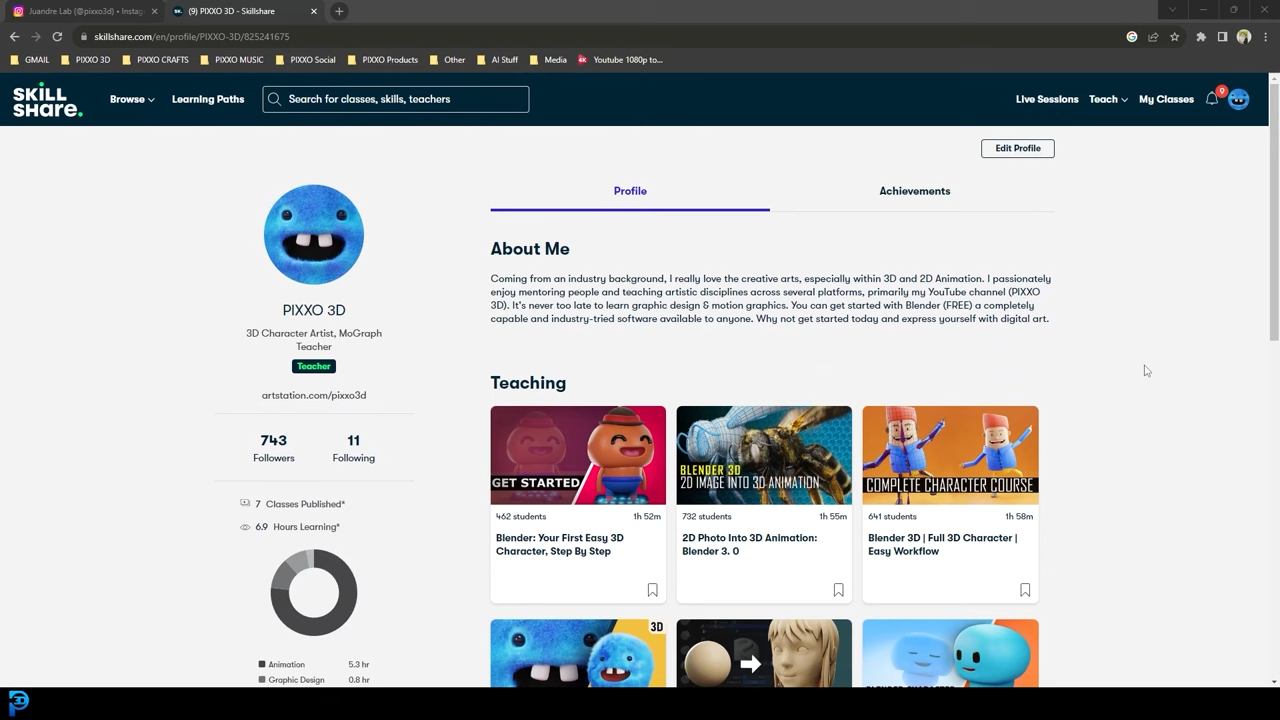 Juandre Lab (@pixxo3d) • Instag
(9) PIXXO 3D - Skillshare
skillshare.com/en/profile/PIXXO-3D/825241675
GMAIL PIXXO 3D PIXXO CRAFTS PIXXO MUSIC PIXXO Social PIXXO Products Other AI Stuff Media 4K Youtube 1080p to...
SKILL
SHARE.
Browse
Learning Paths
Search for classes, skills, teachers
Live Sessions
Teach
My Classes
9
Edit Profile
Profile
Achievements
PIXXO 3D
3D Character Artist, MoGraph
Teacher
Teacher
artstation.com/pixxo3d
743 11
Followers Following
7 Classes Published*
6.9 Hours Learning*
Animation 5.3 hr
Graphic Design 0.8 hr
About Me
Coming from an industry background, I really love the creative arts, especially within 3D and 2D Animation. I passionately
enjoy mentoring people and teaching artistic disciplines across several platforms, primarily my YouTube channel (PIXXO
3D). It's never too late to learn graphic design & motion graphics. You can get started with Blender (FREE) a completely
capable and industry-tried software available to anyone. Why not get started today and express yourself with digital art.
Teaching
GET STARTED
462 students 1h 52m
Blender: Your First Easy 3D
Character, Step By Step
BLENDER 3D
2D IMAGE INTO 3D ANIMATION
732 students 1h 55m
2D Photo Into 3D Animation:
Blender 3. 0
COMPLETE CHARACTER COURSE
641 students 1h 58m
Blender 3D | Full 3D Character |
Easy Workflow
3D